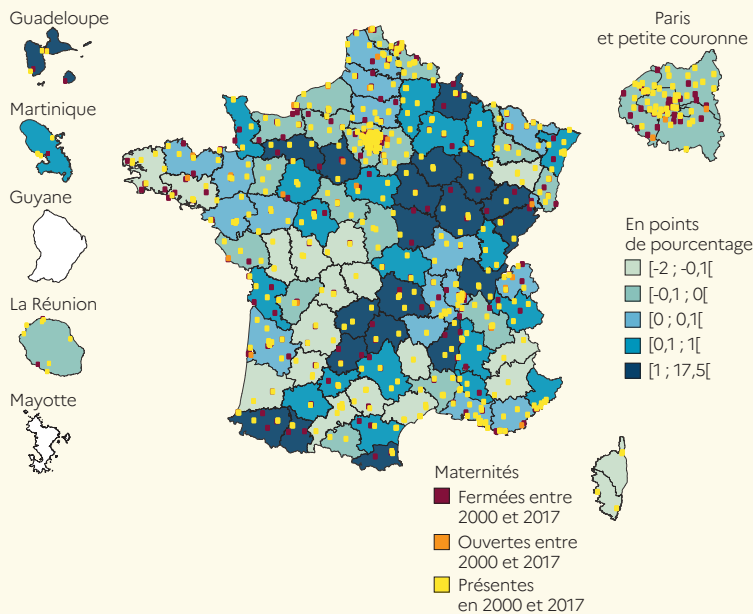 Guadeloupe
Martinique
Guyane
La Réunion
Mayotte
Paris
et petite couronne
En points
de pourcentage
[-2 ; -0,1[
[-0,1 ; 0[
[0 ; 0,1[
[0,1 ; 1[
[1 ; 17,5[
Maternités
Fermées entre
2000 et 2017
Ouvertes entre
2000 et 2017
Présentes
en 2000 et 2017